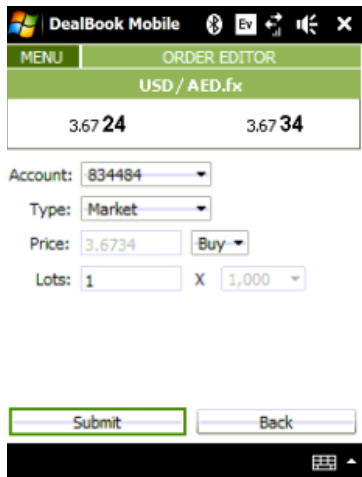 DealBook Mobile Ev
MENU ORDER EDITOR
USD / AED.fx
3.67 24 3.67 34
Account: 834484
Type: Market
Price: 3.6734 Buy
Lots: 1 X 1,000
Submit Back